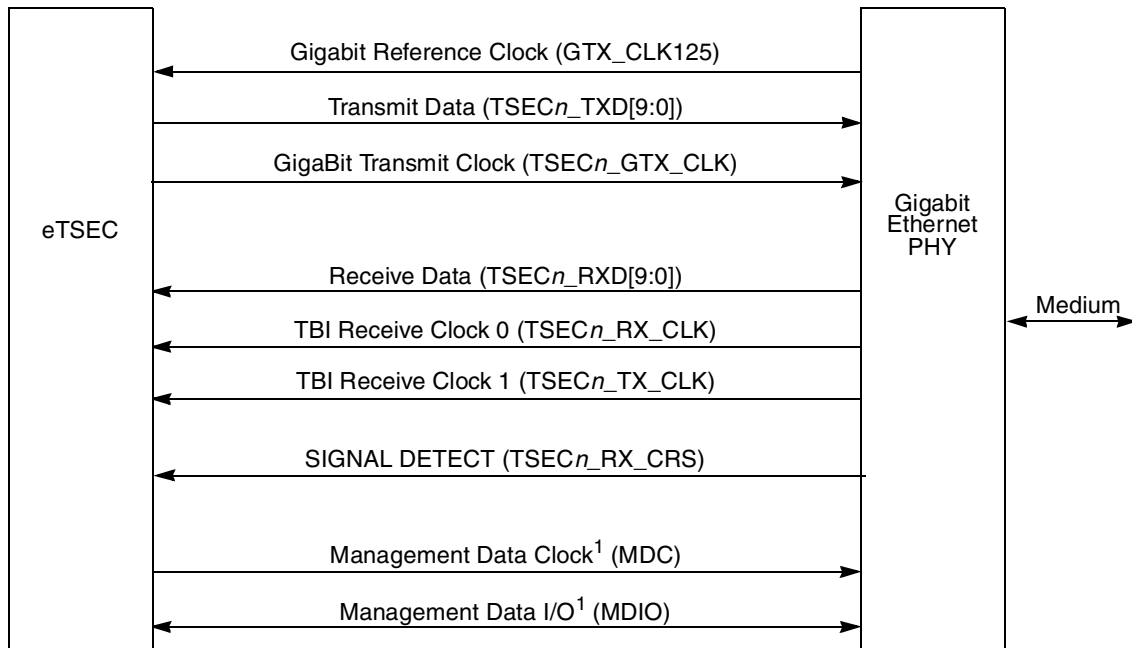 Gigabit Reference Clock (GTX_CLK125)
Transmit Data (TSECn_TXD[9:0])
GigaBit Transmit Clock (TSECn_GTX_CLK)
eTSEC
Gigabit
Ethernet
PHY
Receive Data (TSECn_RXD[9:0])
Medium
TBI Receive Clock 0 (TSECn_RX_CLK)
TBI Receive Clock 1 (TSECn_TX_CLK)
SIGNAL DETECT (TSECn_RX_CRS)
Management Data Clock¹ (MDC)
Management Data I/O¹ (MDIO)